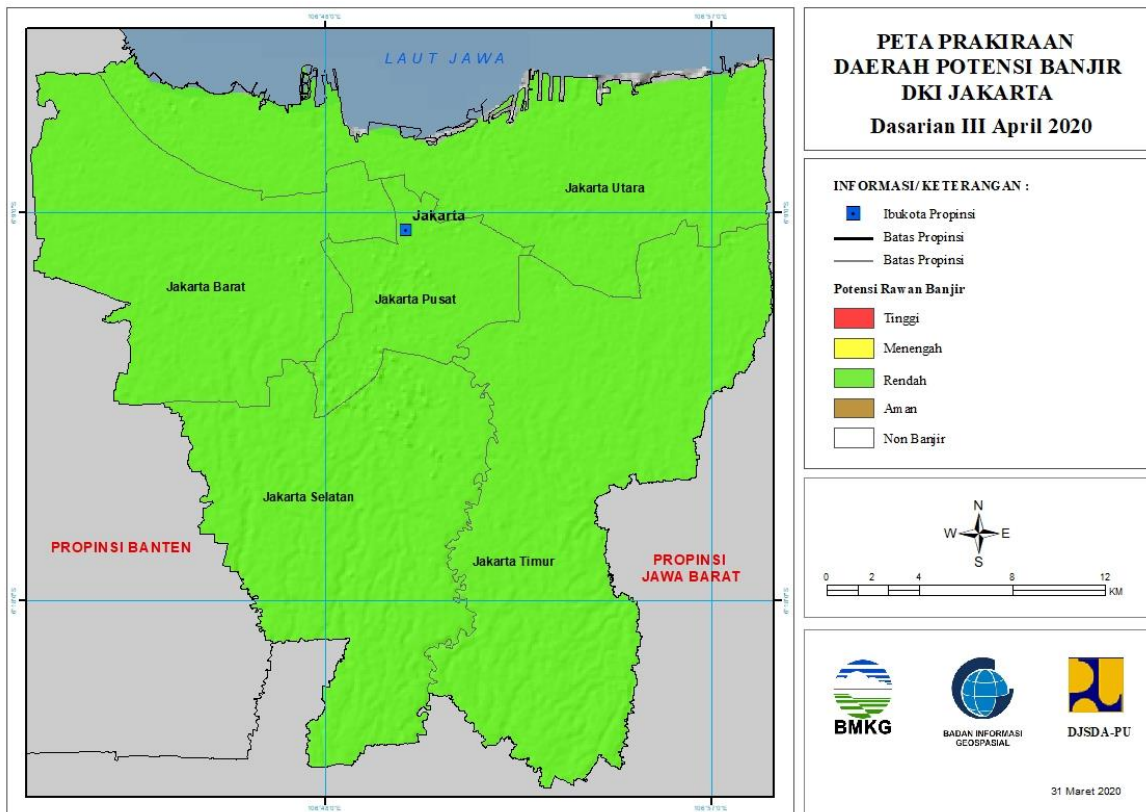 PETA PRAKIRAAN
DAERAH POTENSI BANJIR
DKI JAKARTA
Dasarian III April 2020
LAUT JAWA
Jakarta Utara
Jakarta
Jakarta Barat
Jakarta Pusat
Jakarta Selatan
Jakarta Timur
PROPINSI BANTEN
PROPINSI
JAWA BARAT
INFORMASI/ KETERANGAN :
Ibukota Propinsi
Batas Propinsi
Batas Propinsi
Potensi Rawan Banjir
Tinggi
Menengah
Rendah
Aman
Non Banjir
N
W E
S
0 2 4 8 12
KM
BMKG
BADAN INFORMASI
GEOSPASIAL
DJSDA-PU
31 Maret 2020